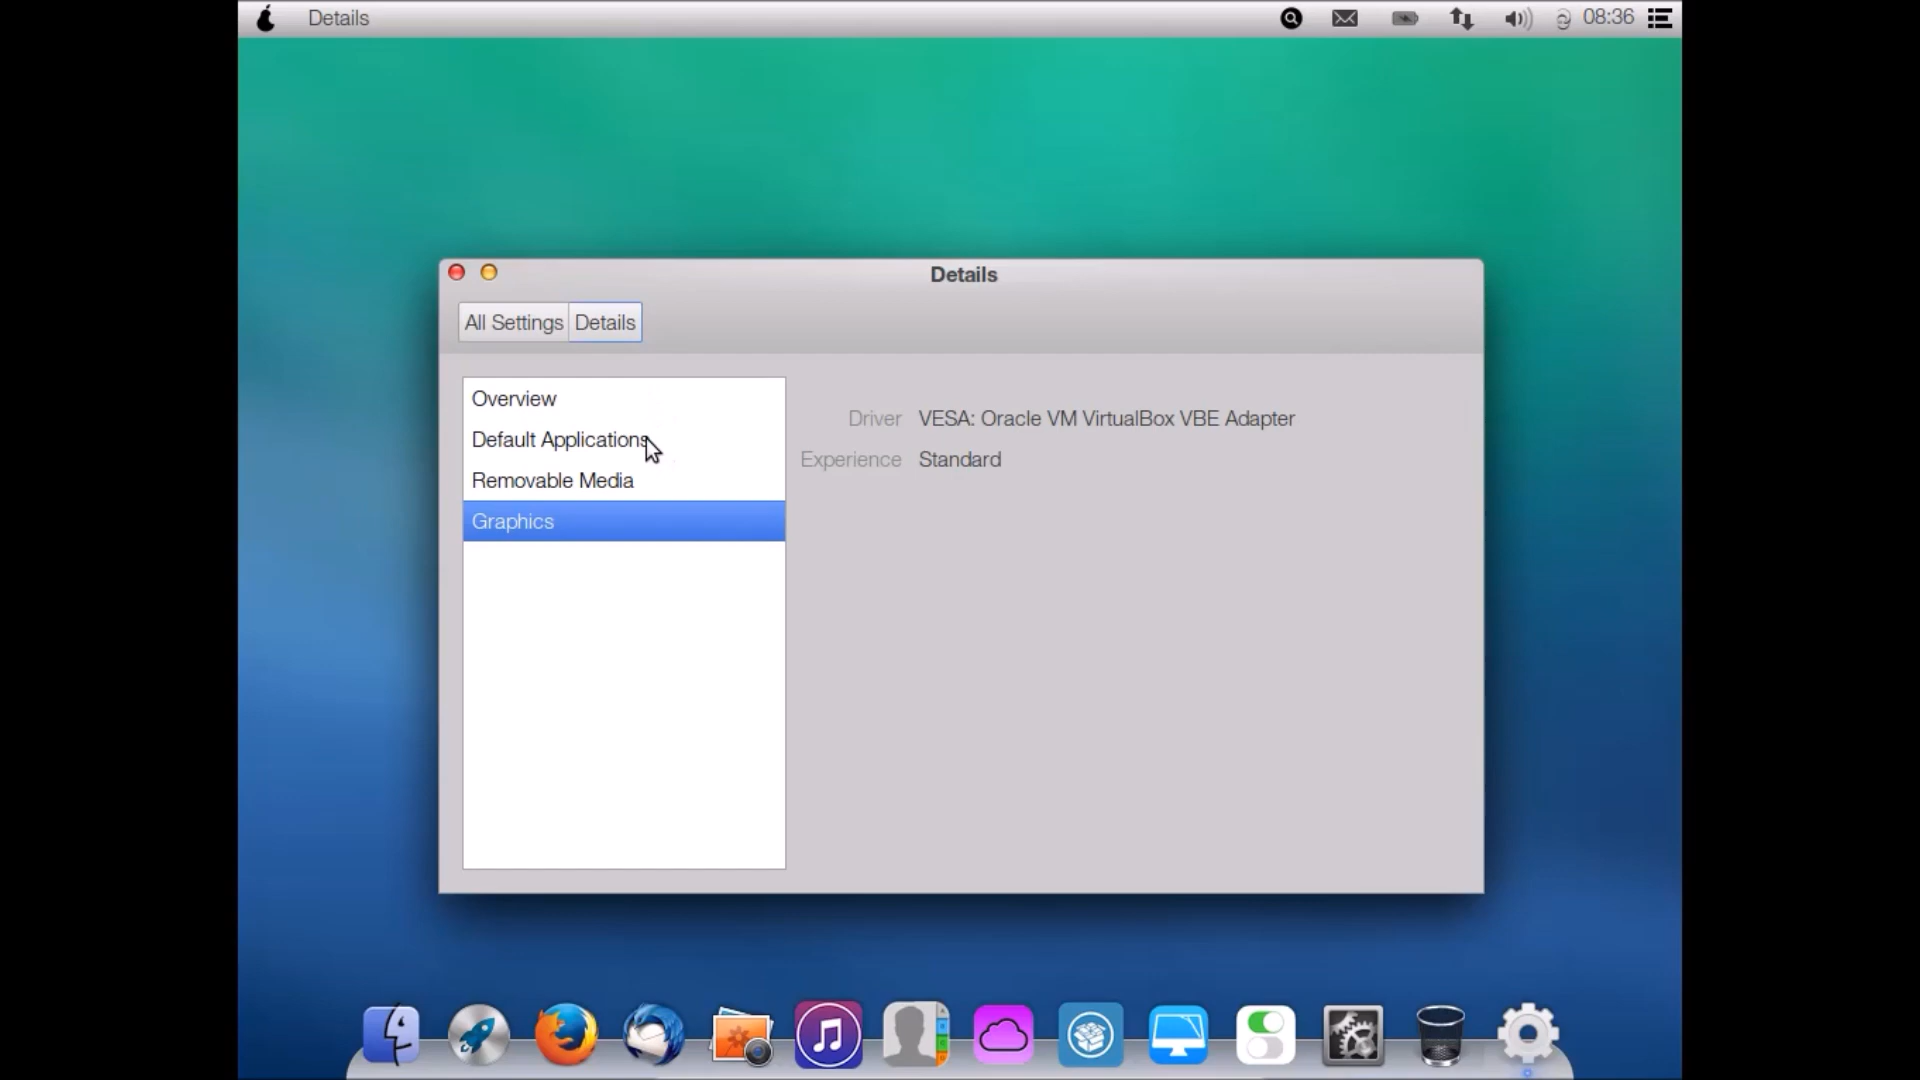 Details
08:36
Details
All Settings
Details
Overview
Default Applications
Removable Media
Graphics
Driver VESA: Oracle VM VirtualBox VBE Adapter
Experience Standard